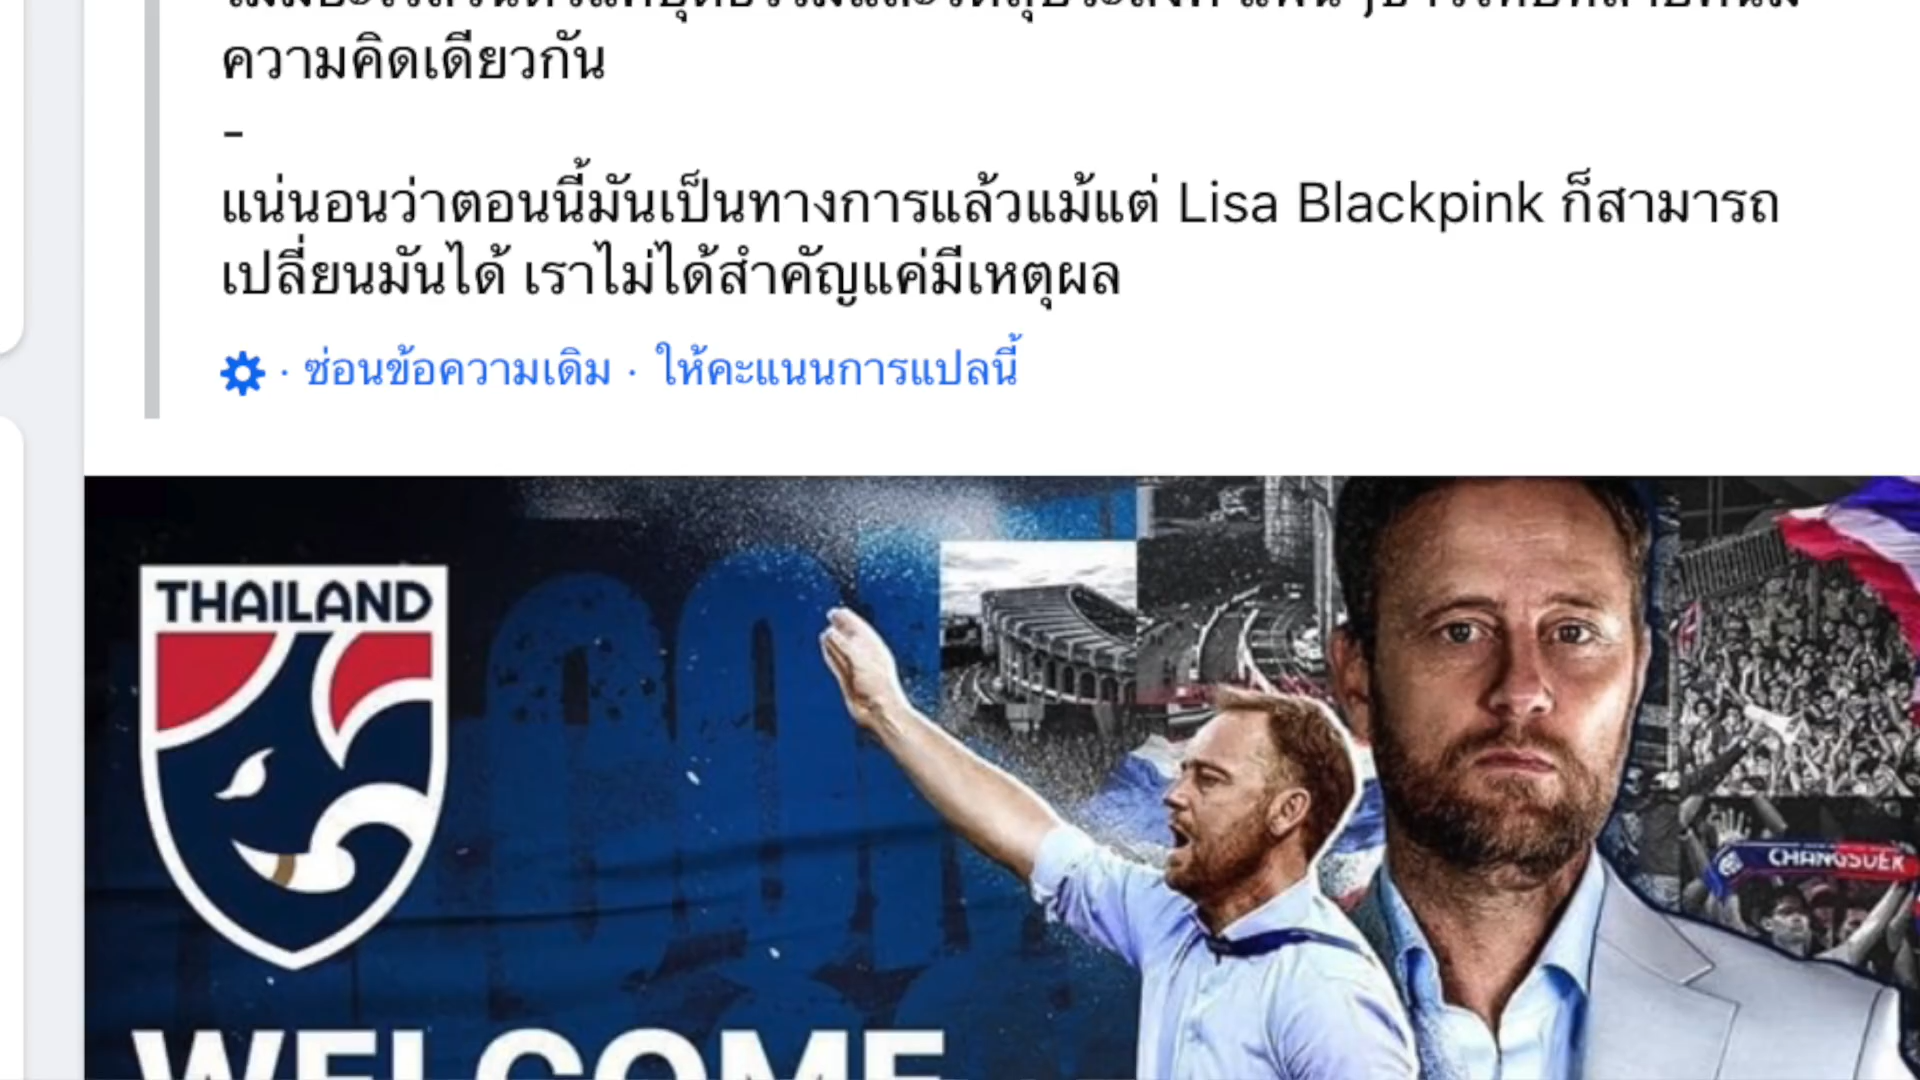 ความคิดเดียวกัน
-
แน่นอนว่าตอนนี้มันเป็นทางการแล้วแม้แต่ Lisa Blackpink ก็สามารถ
เปลี่ยนมันได้ เราไม่ได้สำคัญแค่มีเหตุผล
· ซ่อนข้อความเดิม · ให้คะแนนการแปลนี้
THAILAND
CHANGSUEK
WELCOME